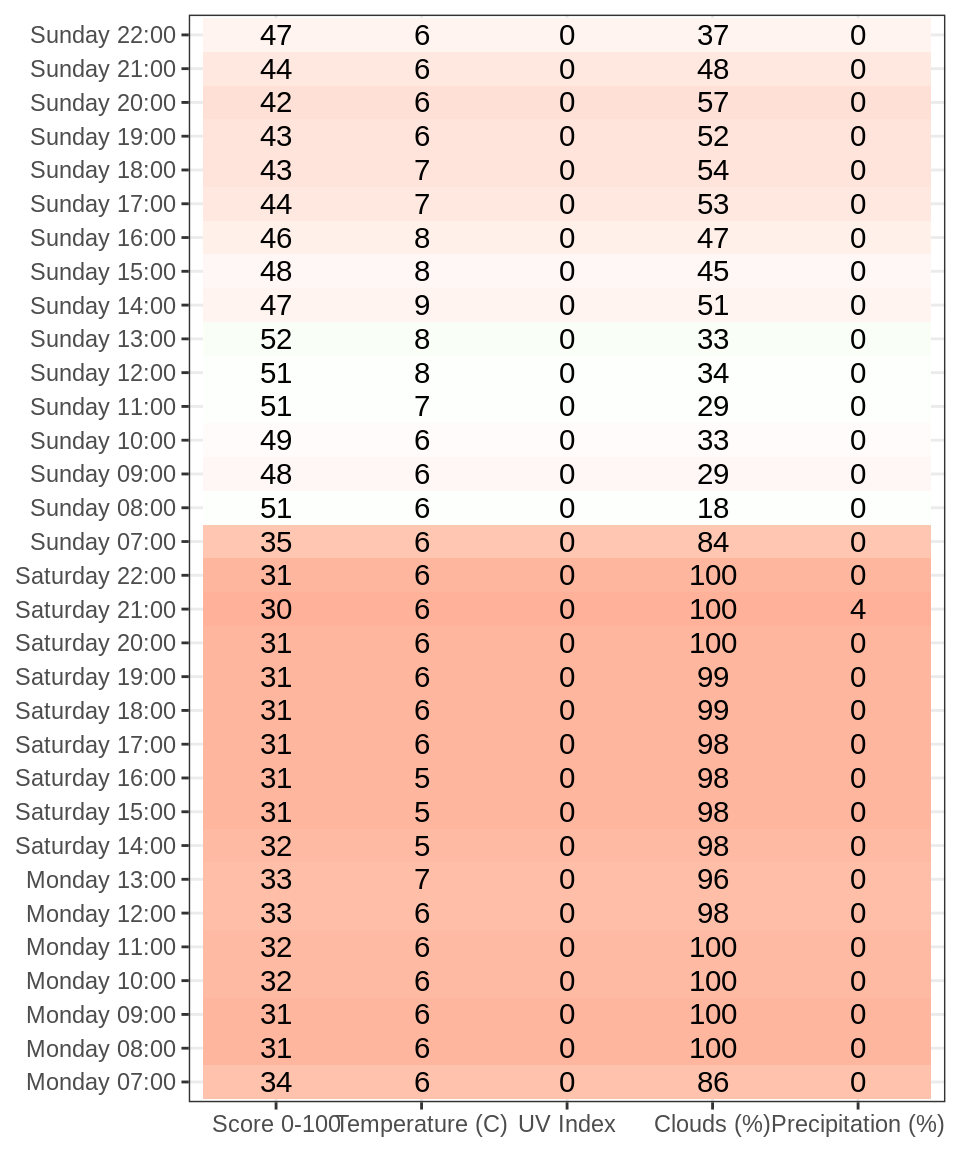 Sunday 22:00 47 6 0 37 0
Sunday 21:00 44 6 0 48 0
Sunday 20:00 42 6 0 57 0
Sunday 19:00 43 6 0 52 0
Sunday 18:00 43 7 0 54 0
Sunday 17:00 44 7 0 53 0
Sunday 16:00 46 8 0 47 0
Sunday 15:00 48 8 0 45 0
Sunday 14:00 47 9 0 51 0
Sunday 13:00 52 8 0 33 0
Sunday 12:00 51 8 0 34 0
Sunday 11:00 51 7 0 29 0
Sunday 10:00 49 6 0 33 0
Sunday 09:00 48 6 0 29 0
Sunday 08:00 51 6 0 18 0
Sunday 07:00 35 6 0 84 0
Saturday 22:00 31 6 0 100 0
Saturday 21:00 30 6 0 100 4
Saturday 20:00 31 6 0 100 0
Saturday 19:00 31 6 0 99 0
Saturday 18:00 31 6 0 99 0
Saturday 17:00 31 6 0 98 0
Saturday 16:00 31 5 0 98 0
Saturday 15:00 31 5 0 98 0
Saturday 14:00 32 5 0 98 0
Monday 13:00 33 7 0 96 0
Monday 12:00 33 6 0 98 0
Monday 11:00 32 6 0 100 0
Monday 10:00 32 6 0 100 0
Monday 09:00 31 6 0 100 0
Monday 08:00 31 6 0 100 0
Monday 07:00 34 6 0 86 0
Score 0-100 Temperature (C) UV Index Clouds (%) Precipitation (%)